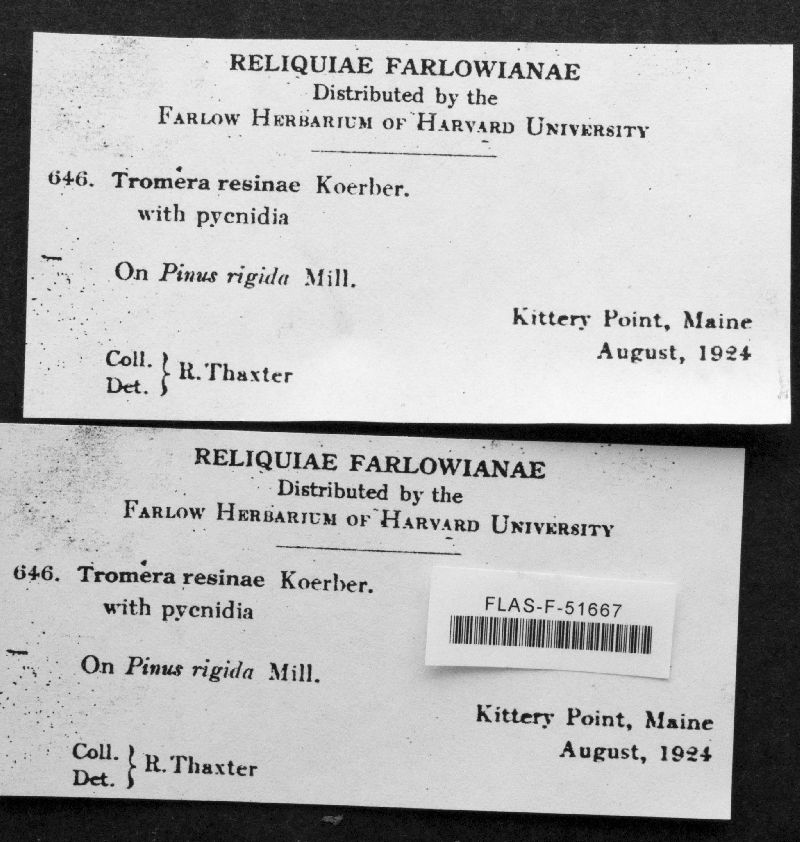 RELIQUIAE FARLOWIANAE
Distributed by the
FARLOW HERBARIUM OF HARVARD UNIVERSITY
646. Tromera resinae Koerber.
with pycnidia
On Pinus rigida Mill.
Kittery Point, Maine
August, 1924
Coll. } R. Thaxter
Det.
RELIQUIAE FARLOWIANAE
Distributed by the
FARLOW HERBARIUM OF HARVARD UNIVERSITY
646. Tromera resinae Koerber.
with pycnidia
FLAS-F-51667
On Pinus rigida Mill.
Kittery Point, Maine
August, 1924
Coll. } R. Thaxter
Det.